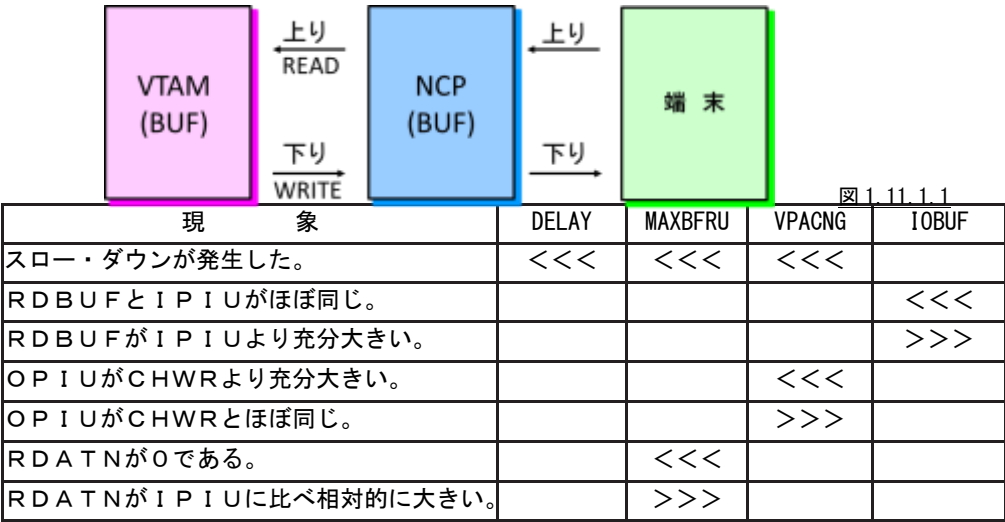 上り
READ
上り
VTAM
(BUF)
NCP
(BUF)
端 末
下り
WRITE
下り
図1.11.1.1
現 象 DELAY MAXBFRU VPACNG IOBUF
スロー・ダウンが発生した。 <<< <<< <<<
RDBUFとIPIUがほぼ同じ。 <<<
RDBUFがIPIUより充分大きい。 >>>
OPIUがCHWRより充分大きい。 <<<
OPIUがCHWRとほぼ同じ。 >>>
RDATNが0である。 <<<
RDATNがIPIUに比べ相対的に大きい。 >>>